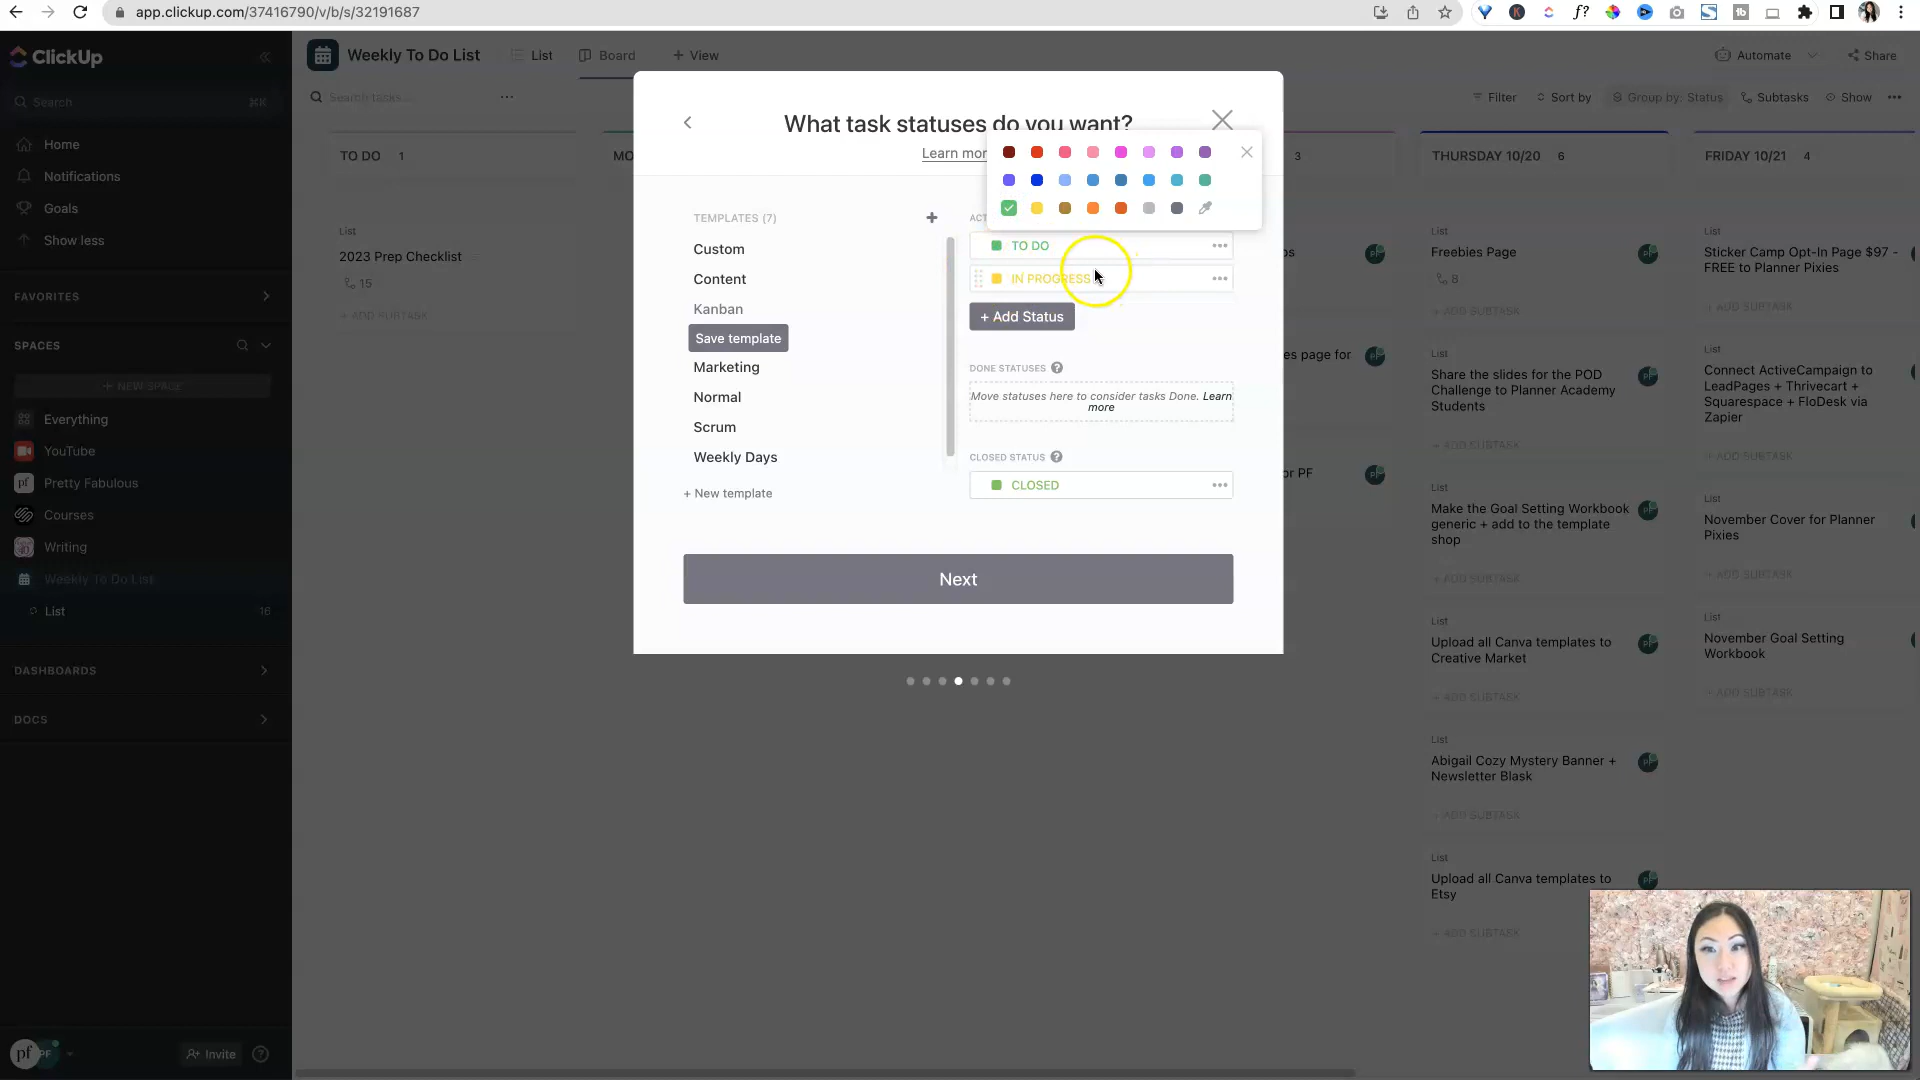 app.clickup.com/37416790/v/b/s/32191687
ClickUp
Weekly To Do List
List
Board
+ View
Automate
Share
Search
⌘K
Search tasks...
Filter
Sort by
Group by: Status
Subtasks
Show
Home
Notifications
Goals
Show less
FAVORITES
SPACES
+ NEW SPACE
Everything
YouTube
Pretty Fabulous
Courses
Writing
Weekly To Do List
List
16
DASHBOARDS
DOCS
Invite
TO DO 1
List
2023 Prep Checklist
15
+ ADD SUBTASK
MO
What task statuses do you want?
Learn mor
TEMPLATES (7)
Custom
Content
Kanban
Save template
Marketing
Normal
Scrum
Weekly Days
+ New template
ACT
TO DO
IN PROGRESS
+ Add Status
DONE STATUSES
Move statuses here to consider tasks Done. Learn
more
CLOSED STATUS
CLOSED
Next
3
ps
es page for
or PF
THURSDAY 10/20 6
List
Freebies Page
8
+ ADD SUBTASK
List
Share the slides for the POD
Challenge to Planner Academy
Students
+ ADD SUBTASK
List
Make the Goal Setting Workbook
generic + add to the template
shop
+ ADD SUBTASK
List
Upload all Canva templates to
Creative Market
+ ADD SUBTASK
List
Abigail Cozy Mystery Banner +
Newsletter Blask
+ ADD SUBTASK
List
Upload all Canva templates to
Etsy
+ ADD SUBTASK
FRIDAY 10/21 4
List
Sticker Camp Opt-In Page $97 -
FREE to Planner Pixies
+ ADD SUBTASK
List
Connect ActiveCampaign to
LeadPages + Thrivecart +
Squarespace + FloDesk via
Zapier
+ ADD SUBTASK
List
November Cover for Planner
Pixies
+ ADD SUBTASK
List
November Goal Setting
Workbook
+ ADD SUBTASK